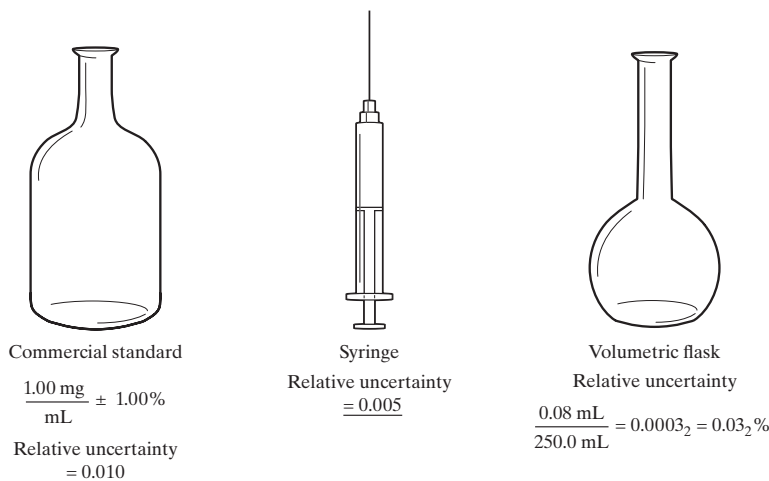 Commercial standard
1.00 mg
mL
± 1.00%
Relative uncertainty
= 0.010
Syringe
Relative uncertainty
= 0.005
Volumetric flask
Relative uncertainty
0.08 mL
250.0 mL
= 0.0003₂ = 0.03₂%